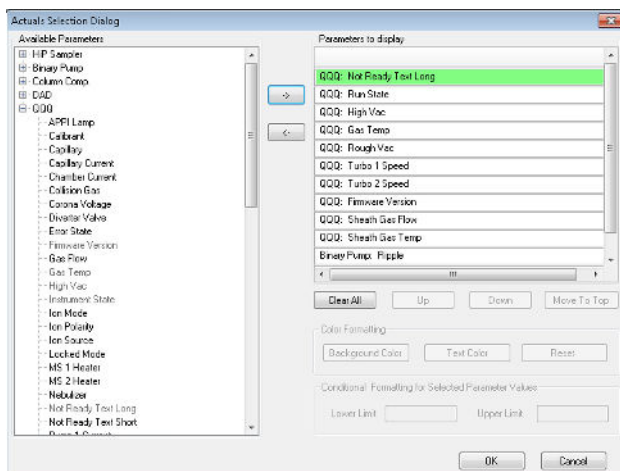 Actuals Selection Dialog
Available Parameters
HiP Sampler
Binary Pump
Column Comp.
DAD
QQQ
APPI Lamp
Calibrant
Capillary
Capillary Current
Chamber Current
Collision Gas
Corona Voltage
Diverter Valve
Error State
Firmware Version
Gas Flow
Gas Temp
High Vac
Instrument State
Ion Mode
Ion Polarity
Ion Source
Locked Mode
MS 1 Heater
MS 2 Heater
Nebulizer
Not Ready Text Long
Not Ready Text Short
->
<-
Parameters to display
QQQ: Not Ready Text Long
QQQ: Run State
QQQ: High Vac
QQQ: Gas Temp
QQQ: Rough Vac
QQQ: Turbo 1 Speed
QQQ: Turbo 2 Speed
QQQ: Firmware Version
QQQ: Sheath Gas Flow
QQQ: Sheath Gas Temp
Binary Pump: Ripple
Clear All
Up
Down
Move To Top
Color Formatting
Background Color
Text Color
Reset
Conditional Formatting for Selected Parameter Values
Lower Limit
Upper Limit
OK
Cancel